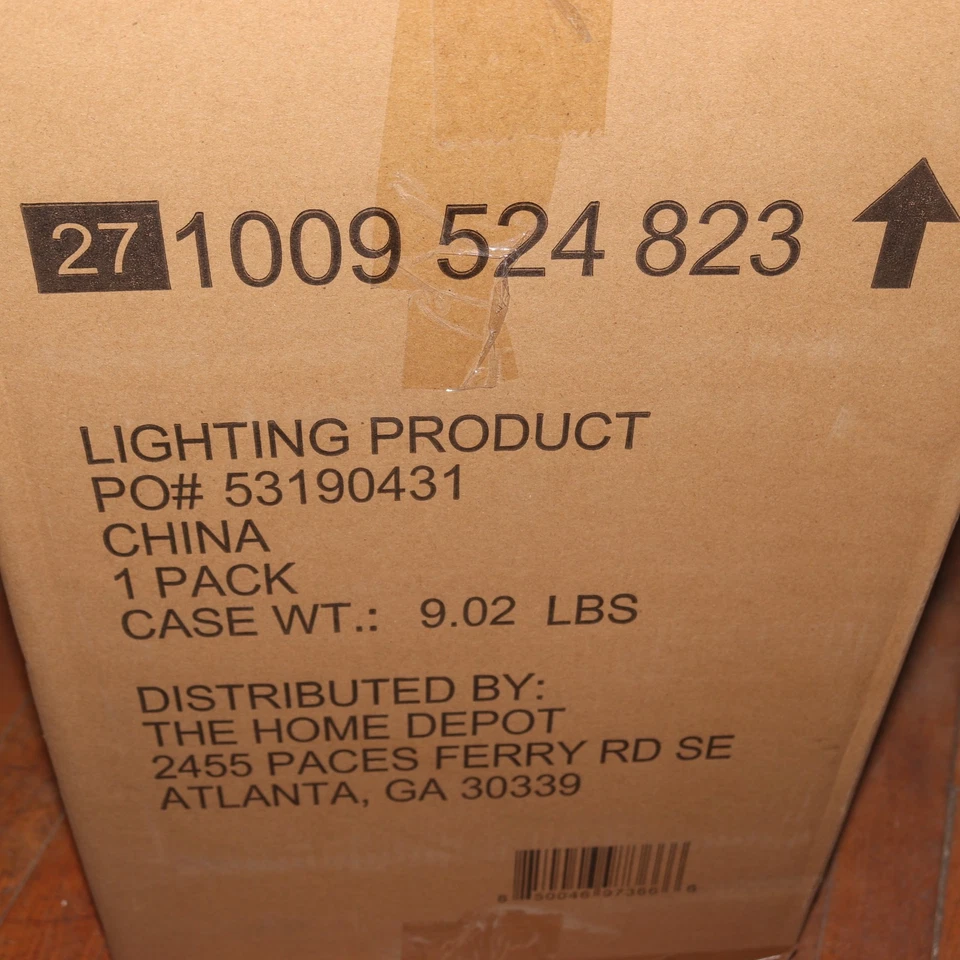 27 1009 524 823
LIGHTING PRODUCT
PO# 53190431
CHINA
1 PACK
CASE WT.: 9.02 LBS
DISTRIBUTED BY:
THE HOME DEPOT
2455 PACES FERRY RD SE
ATLANTA, GA 30339